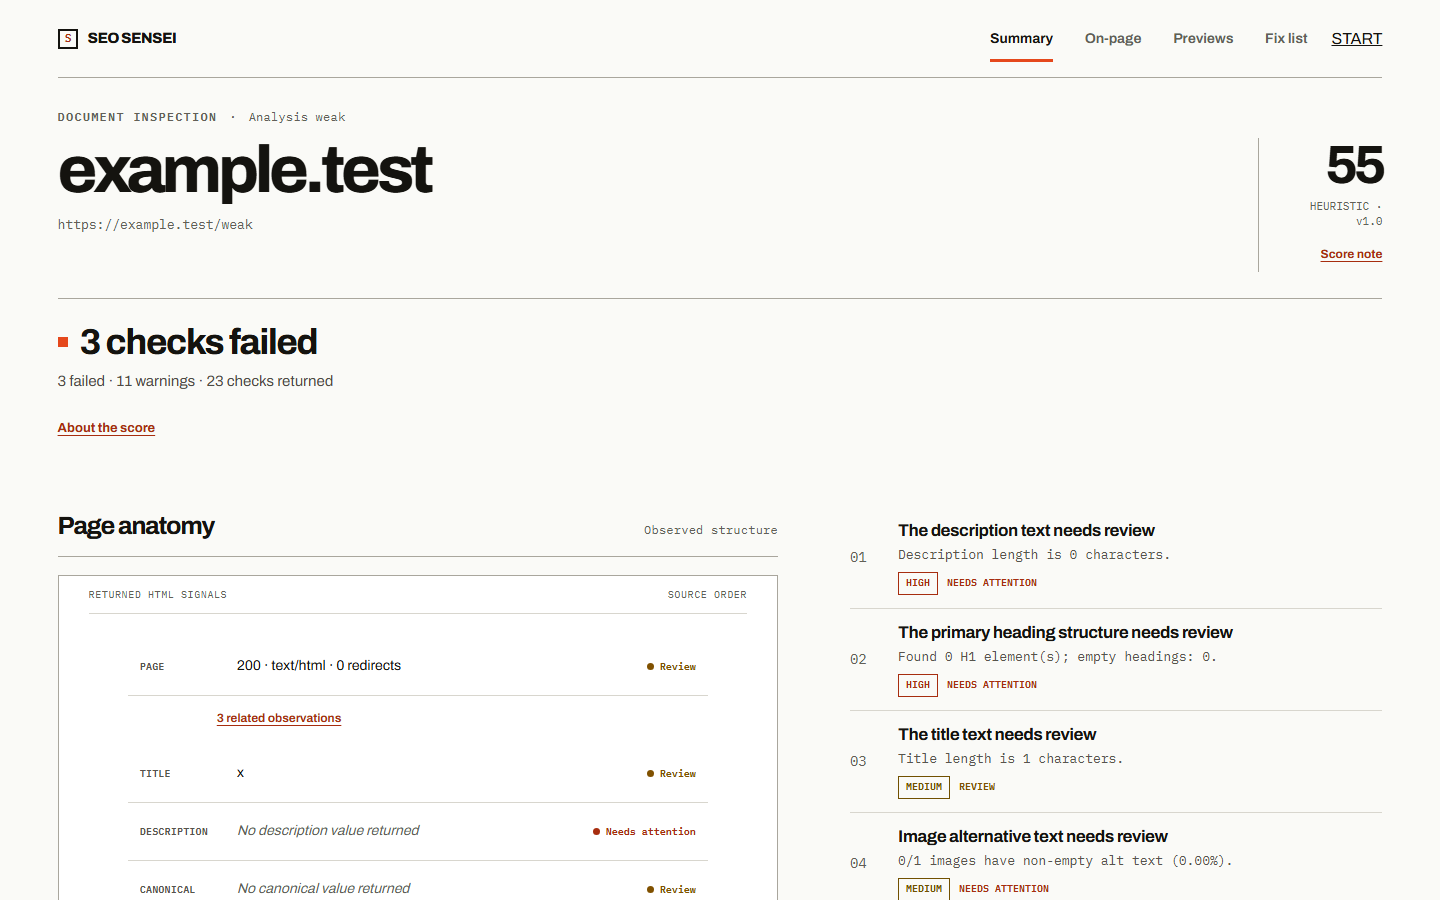 S SEO SENSEI
Summary On-page Previews Fix list START
DOCUMENT INSPECTION · Analysis weak
example.test
https://example.test/weak
55
HEURISTIC ·
v1.0
Score note
3 checks failed
3 failed · 11 warnings · 23 checks returned
About the score
Page anatomy
Observed structure
RETURNED HTML SIGNALS SOURCE ORDER
PAGE 200 · text/html · 0 redirects Review
3 related observations
TITLE x Review
DESCRIPTION No description value returned Needs attention
CANONICAL No canonical value returned Review
01
The description text needs review
Description length is 0 characters.
HIGH NEEDS ATTENTION
02
The primary heading structure needs review
Found 0 H1 element(s); empty headings: 0.
HIGH NEEDS ATTENTION
03
The title text needs review
Title length is 1 characters.
MEDIUM REVIEW
04
Image alternative text needs review
0/1 images have non-empty alt text (0.00%).
MEDIUM NEEDS ATTENTION